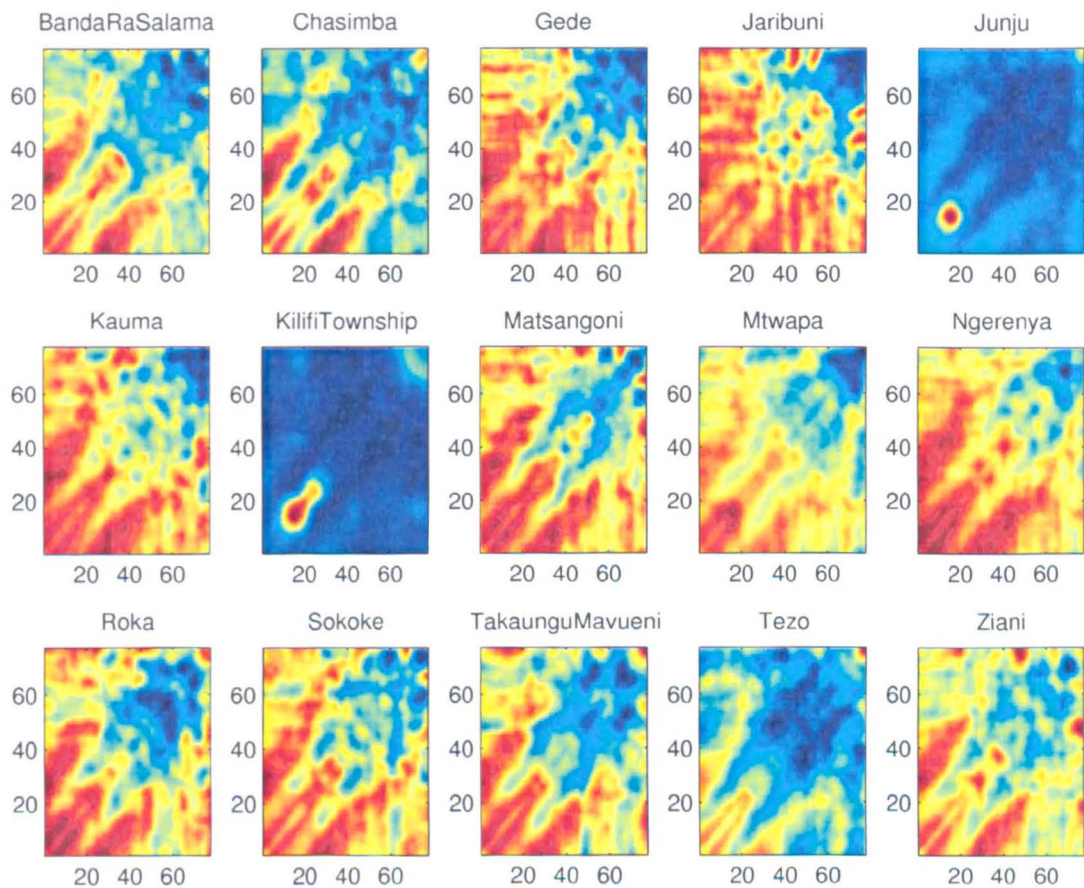 BandaRaSalama Chasimba Gede Jaribuni Junju
60 60 60 60 60
40 40 40 40 40
20 20 20 20 20
20 40 60 20 40 60 20 40 60 20 40 60 20 40 60
Kauma KilifiTownship Matsangoni Mtwapa Ngerenya
60 60 60 60 60
40 40 40 40 40
20 20 20 20 20
20 40 60 20 40 60 20 40 60 20 40 60 20 40 60
Roka Sokoke TakaunguMavueni Tezo Ziani
60 60 60 60 60
40 40 40 40 40
20 20 20 20 20
20 40 60 20 40 60 20 40 60 20 40 60 20 40 60